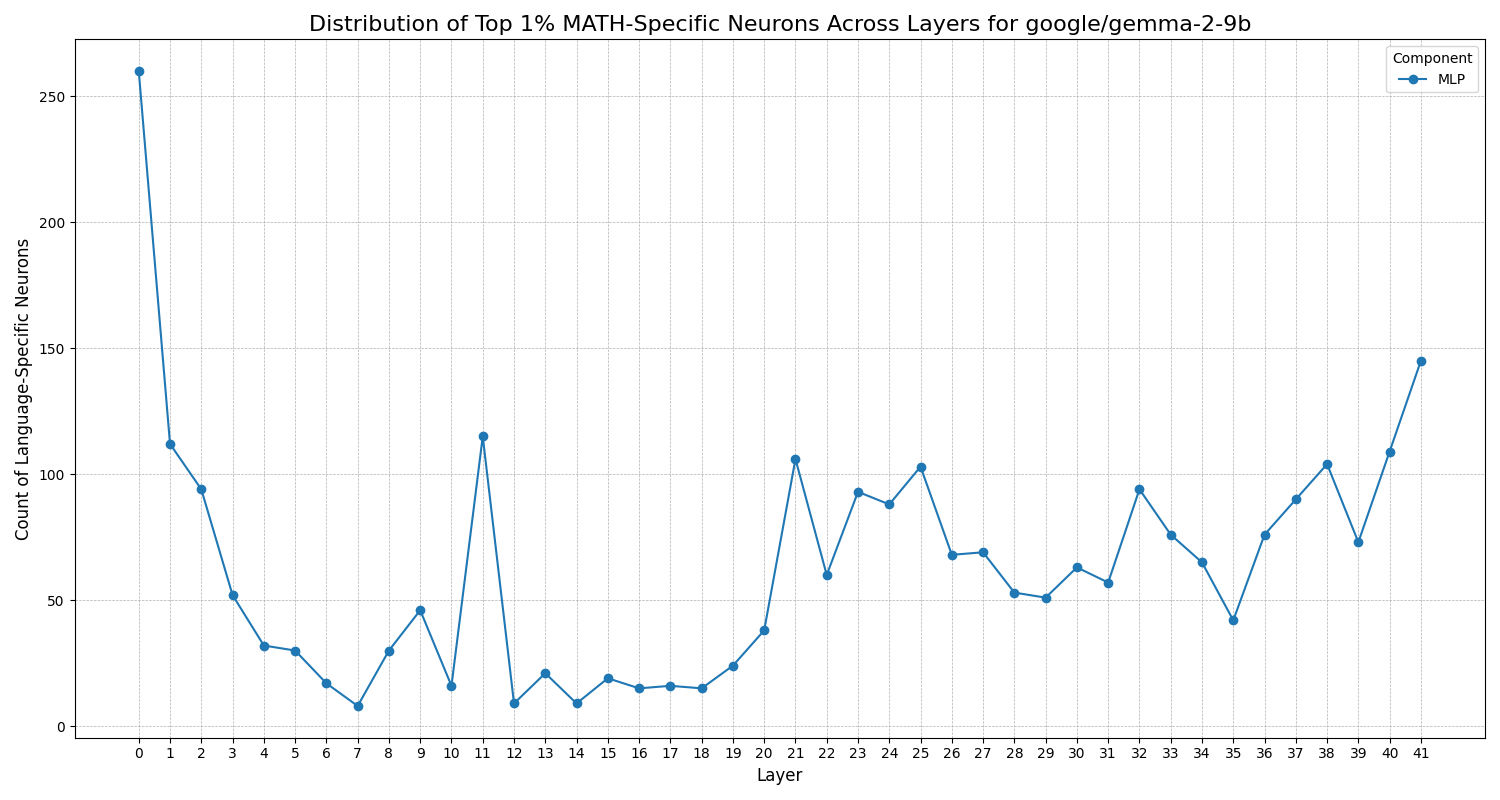 Distribution of Top 1% MATH-Specific Neurons Across Layers for google/gemma-2-9b
Component
MLP
Count of Language-Specific Neurons
250
200
150
100
50
0
0 1 2 3 4 5 6 7 8 9 10 11 12 13 14 15 16 17 18 19 20 21 22 23 24 25 26 27 28 29 30 31 32 33 34 35 36 37 38 39 40 41
Layer